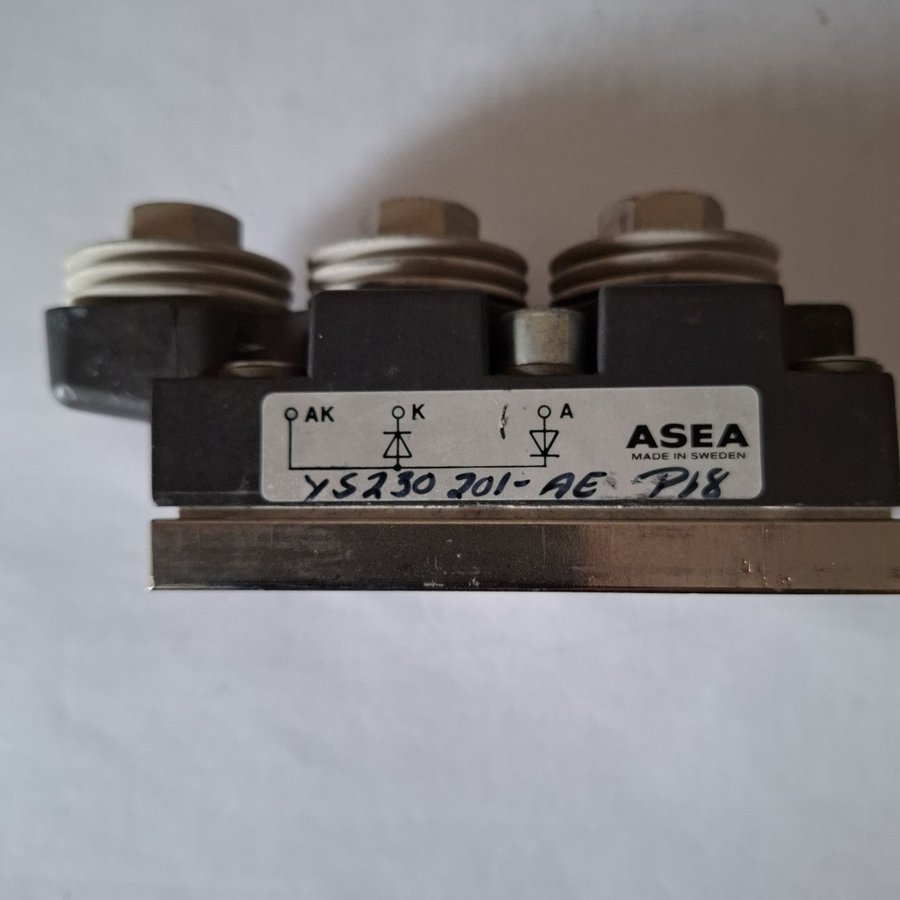 AK K A
ASEA
MADE IN SWEDEN
YS230 201-AE P18